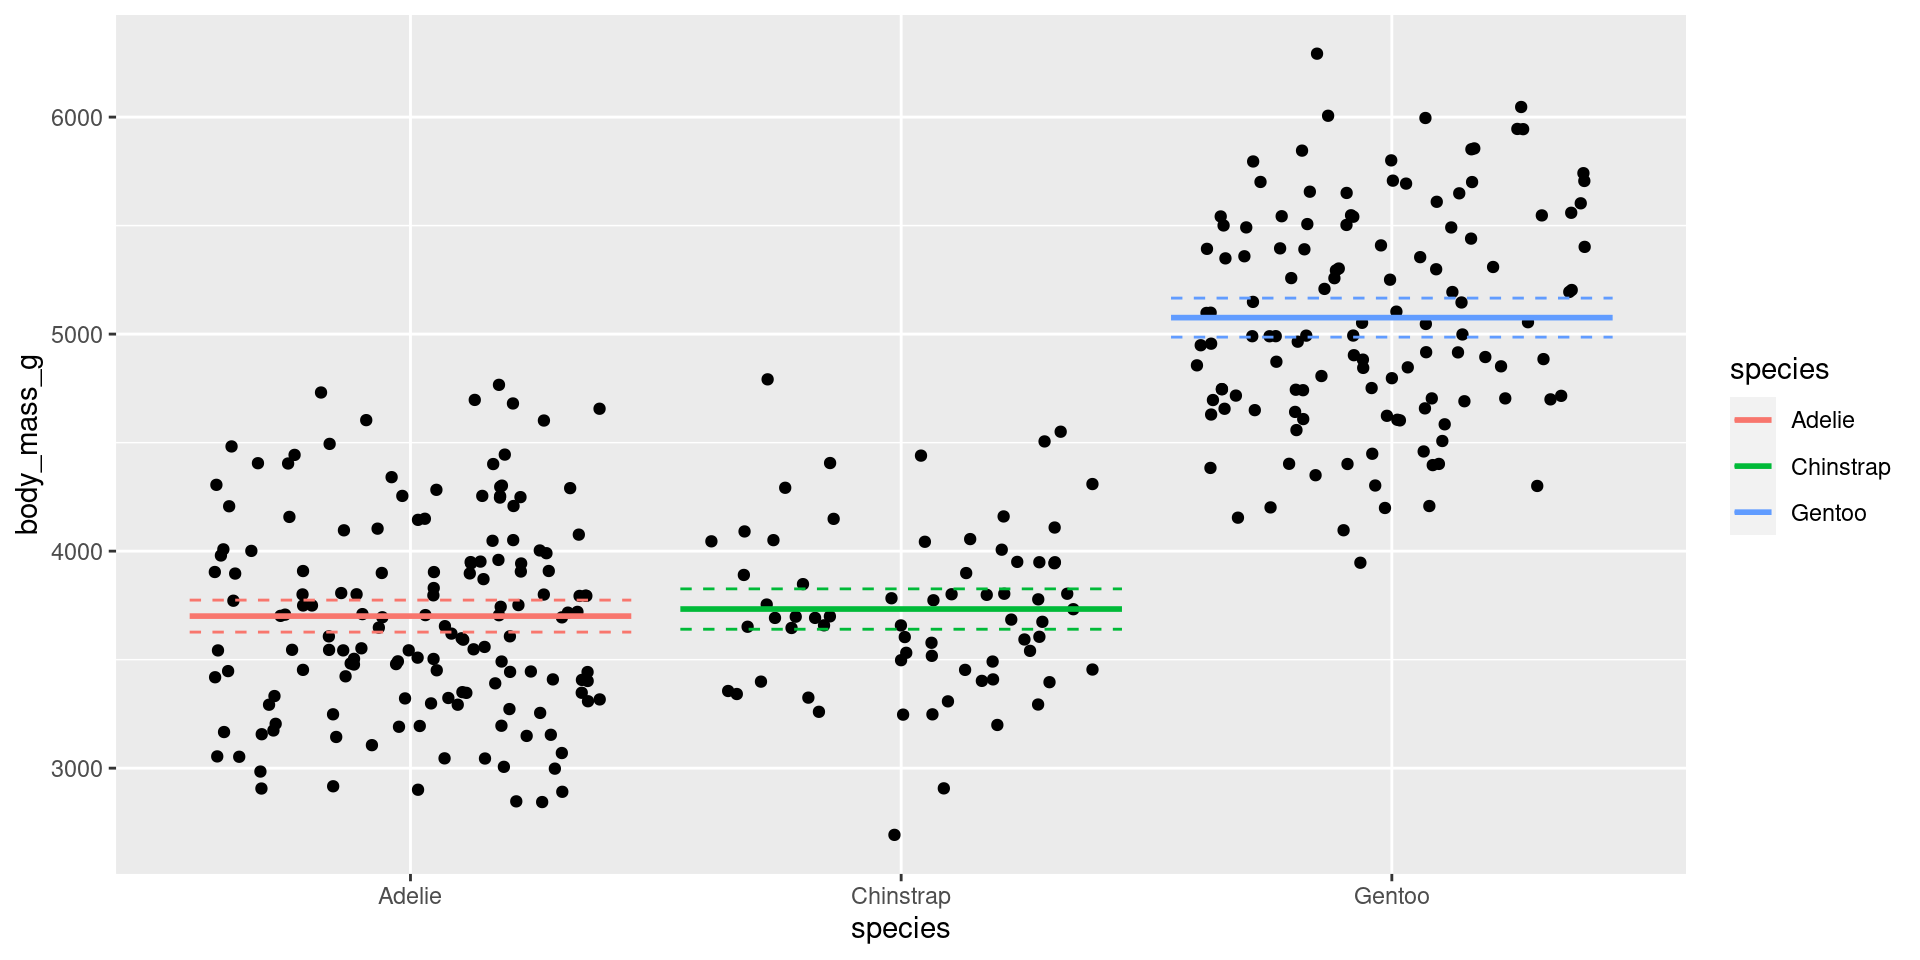 6000
5000
4000
3000
body_mass_g
Adelie
Chinstrap
Gentoo
species
species
Adelie
Chinstrap
Gentoo